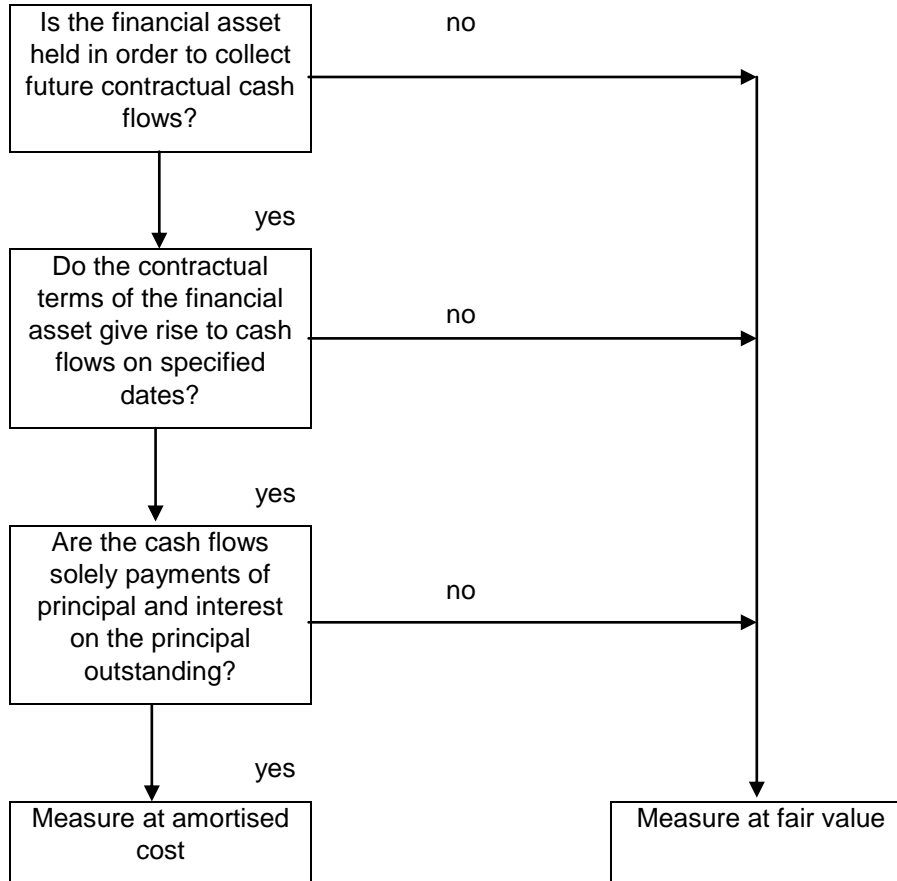 Is the financial asset
held in order to collect
future contractual cash
flows?
no
yes
Do the contractual
terms of the financial
asset give rise to cash
flows on specified
dates?
no
yes
Are the cash flows
solely payments of
principal and interest
on the principal
outstanding?
no
yes
Measure at amortised
cost
Measure at fair value